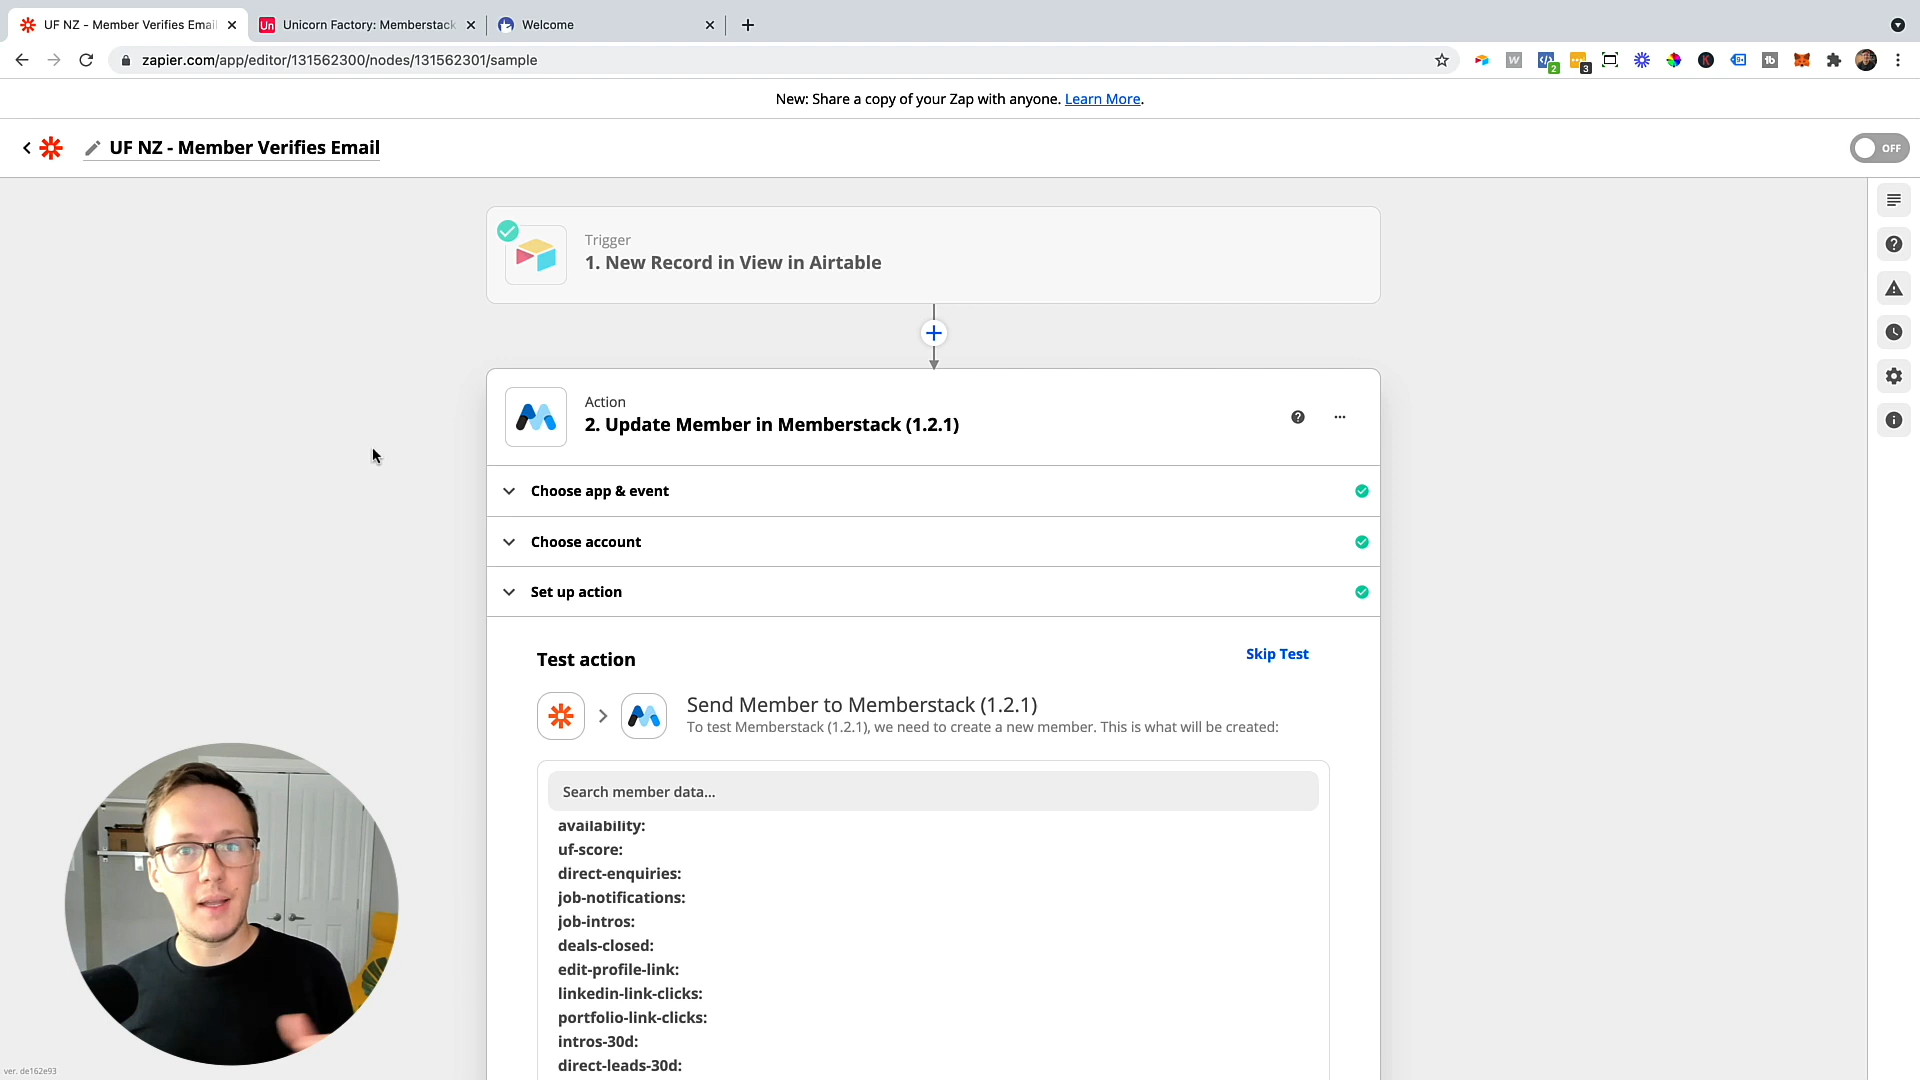 UF NZ - Member Verifies Email
Unicorn Factory: Memberstack
Welcome
zapier.com/app/editor/131562300/nodes/131562301/sample
2
3
New: Share a copy of your Zap with anyone. Learn More.
UF NZ - Member Verifies Email
OFF
Trigger
1. New Record in View in Airtable
Action
2. Update Member in Memberstack (1.2.1)
Choose app & event
Choose account
Set up action
Test action
Skip Test
Send Member to Memberstack (1.2.1)
To test Memberstack (1.2.1), we need to create a new member. This is what will be created:
Search member data...
availability:
uf-score:
direct-enquiries:
job-notifications:
job-intros:
deals-closed:
edit-profile-link:
linkedin-link-clicks:
portfolio-link-clicks:
intros-30d:
direct-leads-30d:
ver. de162e93